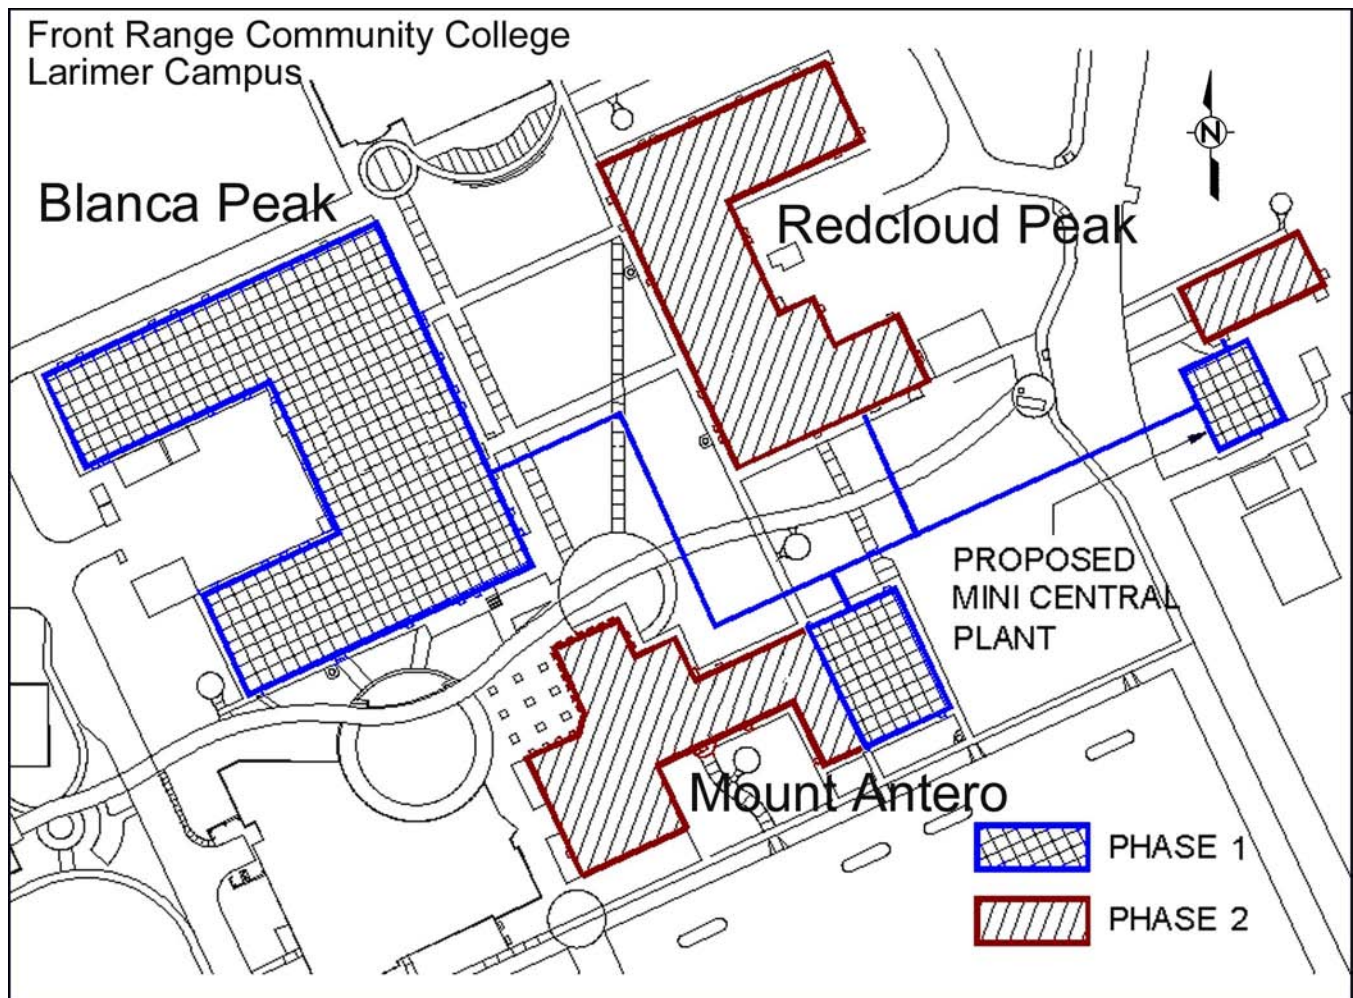 Front Range Community College
Larimer Campus
N
Blanca Peak
Redcloud Peak
PROPOSED
MINI CENTRAL
PLANT
Mount Antero
PHASE 1
PHASE 2